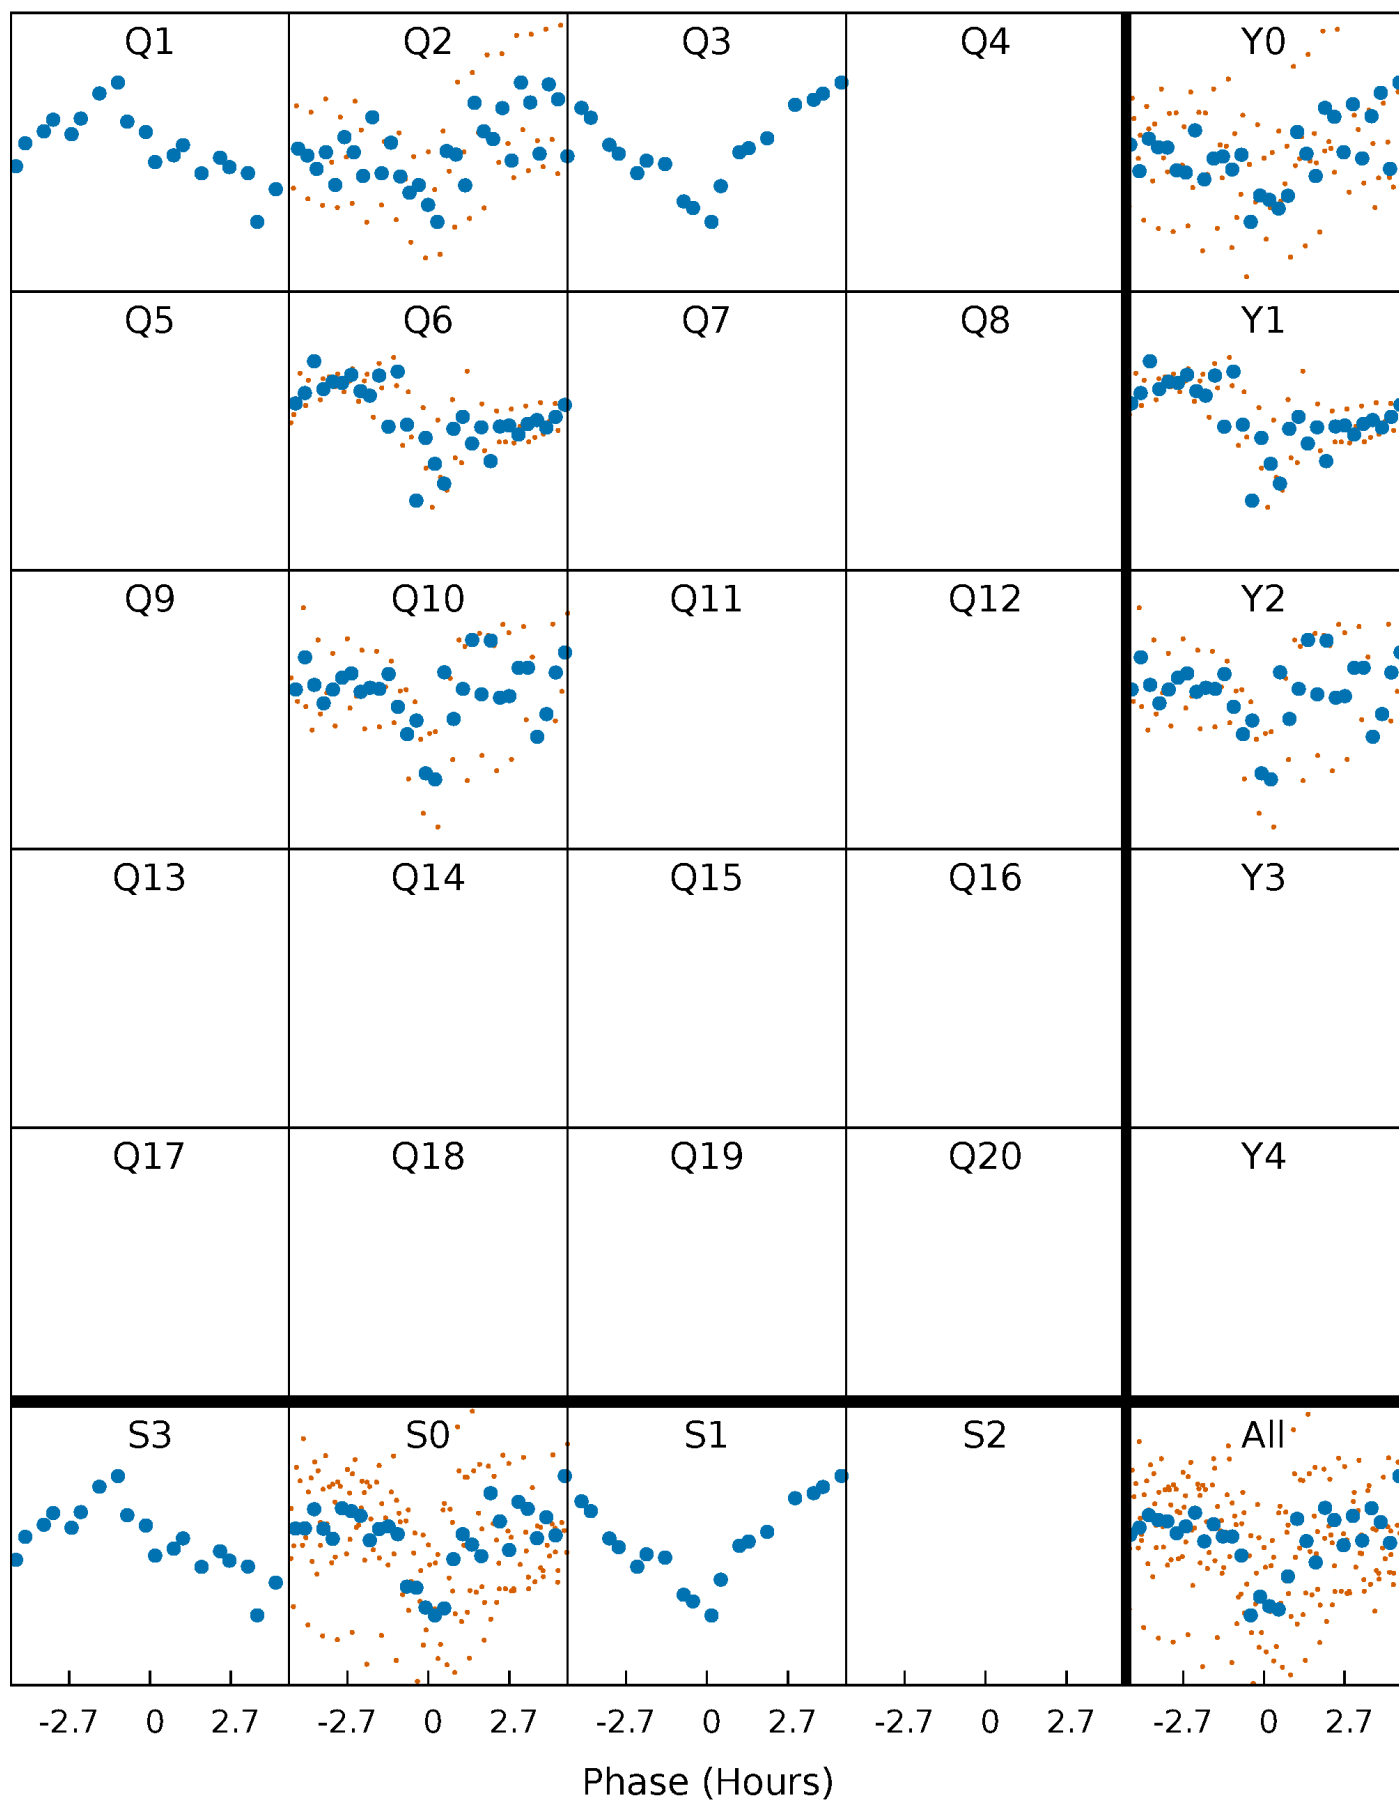 Q1 Q2 Q3 Q4 Y0
Q5 Q6 Q7 Q8 Y1
Q9 Q10 Q11 Q12 Y2
Q13 Q14 Q15 Q16 Y3
Q17 Q18 Q19 Q20 Y4
S3 S0 S1 S2 All
-2.7 0 2.7 -2.7 0 2.7 -2.7 0 2.7 -2.7 0 2.7 -2.7 0 2.7
Phase (Hours)